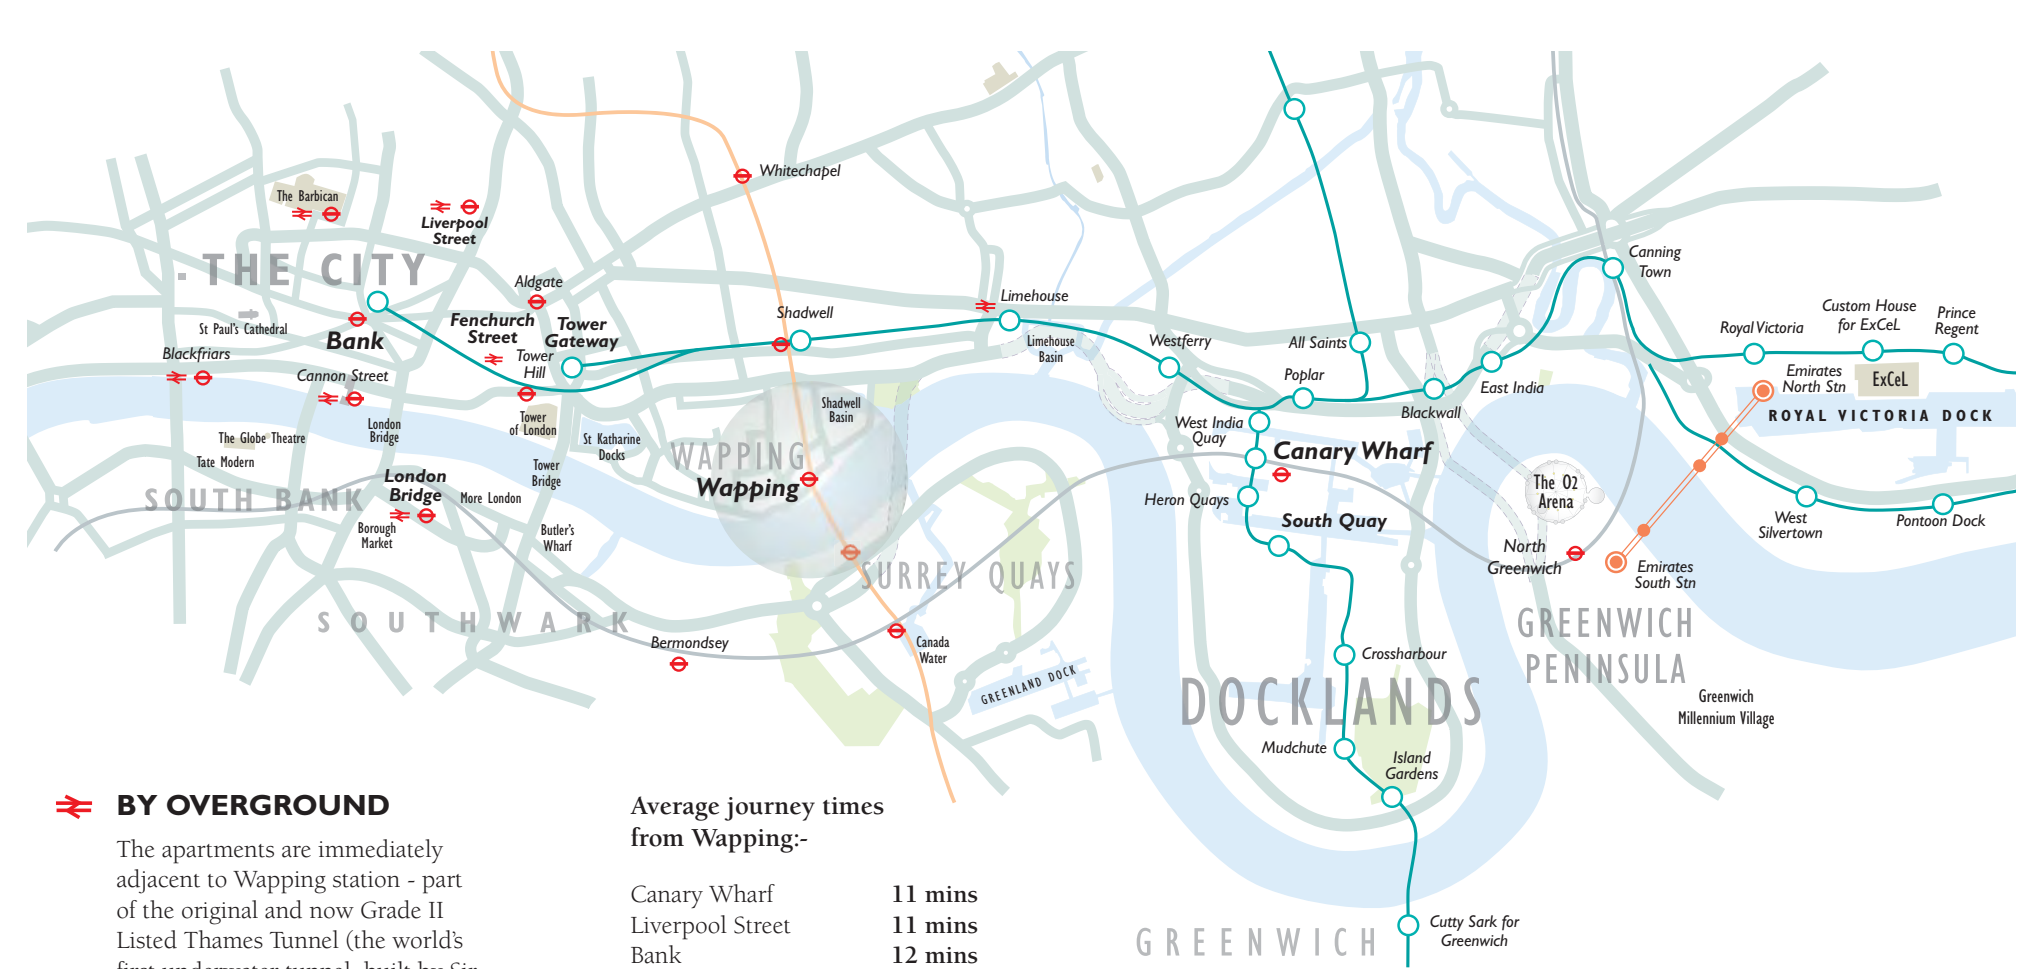 Whitechapel
The Barbican
Liverpool
Street
THE CITY
Canning
Town
Aldgate
Limehouse
Shadwell
Custom House
for ExCeL
Prince
Regent
Fenchurch
Street
Tower
Gateway
St Paul's Cathedral
Bank
Royal Victoria
Blackfriars
Tower
Hill
Limehouse
Basin
Westferry
All Saints
Cannon Street
Poplar
East India
Emirates
North Stn
ExCeL
ROYAL VICTORIA DOCK
Shadwell
Basin
Blackwall
London
Bridge
Tower
of London
St Katharine
Docks
West India
Quay
The Globe Theatre
Tate Modern
WAPPING
Wapping
Canary Wharf
London
Bridge
Tower
Bridge
SOUTH BANK
More London
Heron Quays
The O2
Arena
South Quay
West
Silvertown
Pontoon Dock
Borough
Market
Butler's
Wharf
North
Greenwich
Emirates
South Stn
SURREY QUAYS
SOUTHWARK
GREENWICH
PENINSULA
Bermondsey
Canada
Water
Crossharbour
GREENLAND DOCK
DOCKLANDS
Greenwich
Millennium Village
Mudchute
Island
Gardens
Cutty Sark for
Greenwich
GREENWICH
BY OVERGROUND
The apartments are immediately
adjacent to Wapping station - part
of the original and now Grade II
Listed Thames Tunnel (the world's
first underwater tunnel, built by Sir
Average journey times
from Wapping:-
Canary Wharf 11 mins
Liverpool Street 11 mins
Bank 12 mins